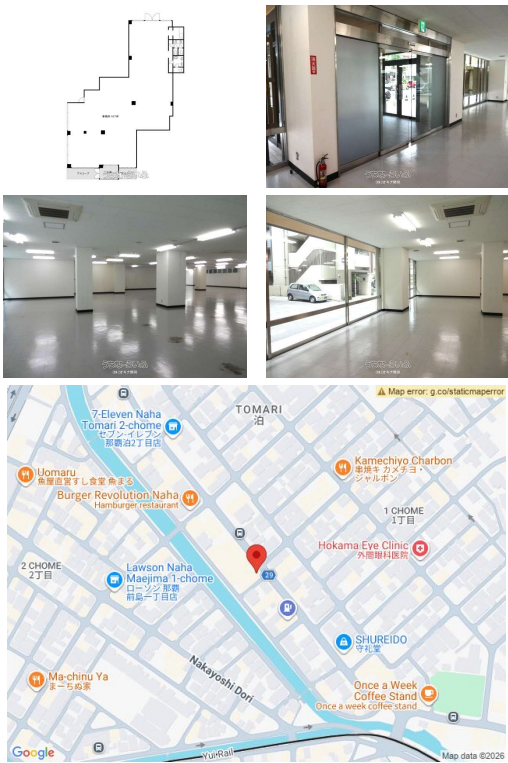 ⚠ Map error: g.co/staticmaperror
TOMARI
泊
7-Eleven Naha
Tomari 2-chome
セブン-イレブン
那覇泊2丁目店
Kamechiyo Charbon
串焼キ カメチヨ・
ジャルボン
Uomaru
魚屋直営すし食堂 魚まる
Burger Revolution Naha
Hamburger restaurant
1 CHOME
1丁目
Hokama Eye Clinic
外間眼科医院
2 CHOME
2丁目
29
Lawson Naha
Maejima 1-chome
ローソン 那覇
前島一丁目店
SHUREIDO
守礼堂
Nakayoshi Dori
Ma-chinu Ya
まーちぬ家
Once a Week
Coffee Stand
Once a week coffee stand
Yui Rail
Google
Map data ©2026